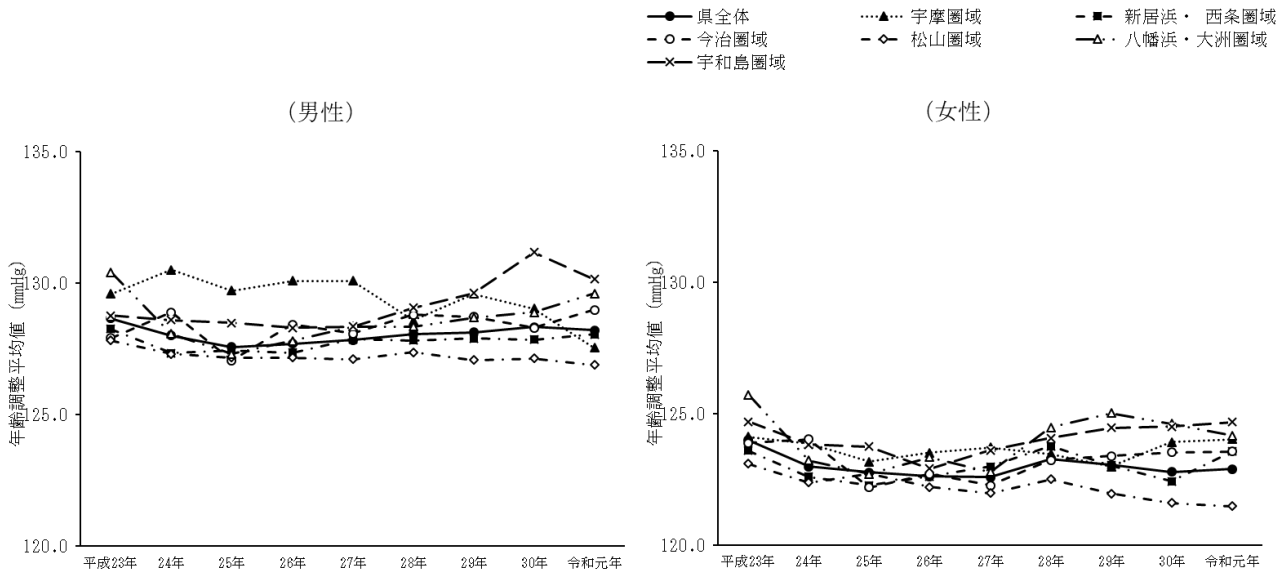 県全体 宇摩圏域 新居浜・ 西条圏域
今治圏域 松山圏域 八幡浜・大洲圏域
宇和島圏域
（男性）
135.0
130.0
125.0
120.0
年齢調整平均値 (mmHg)
平成23年 24年 25年 26年 27年 28年 29年 30年 令和元年
（女性）
135.0
130.0
125.0
120.0
年齢調整平均値 (mmHg)
平成23年 24年 25年 26年 27年 28年 29年 30年 令和元年